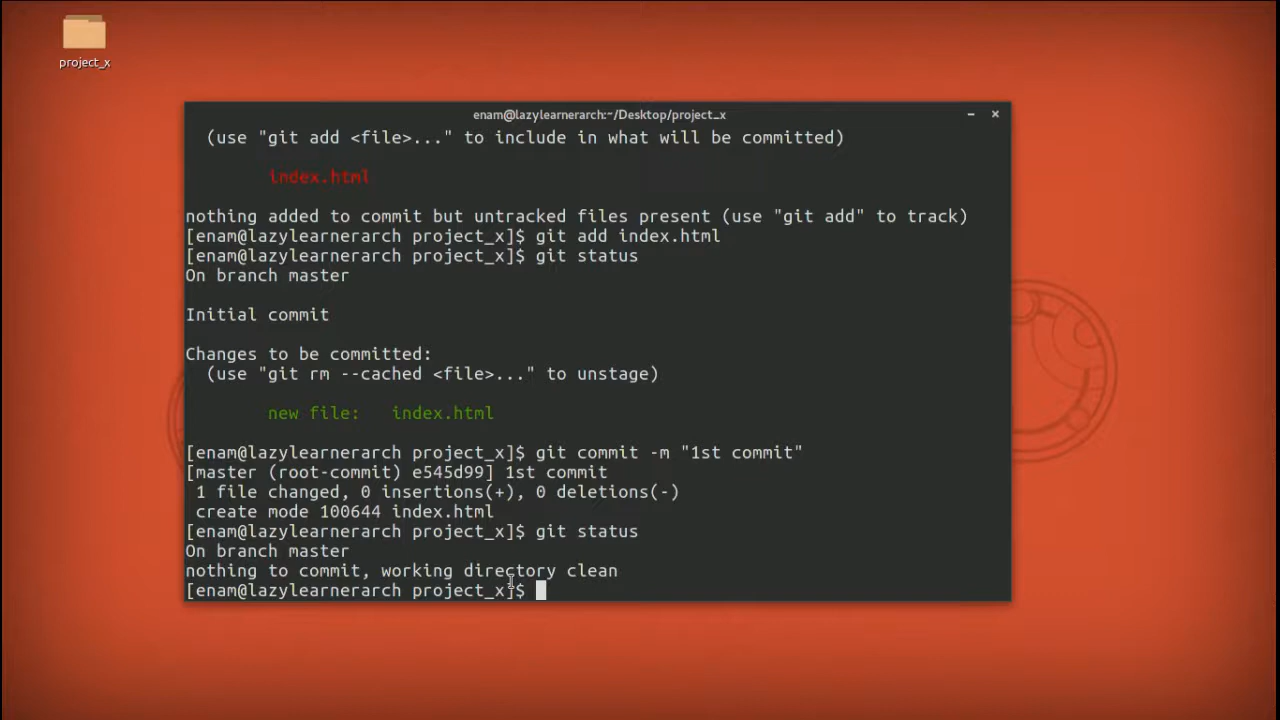 project_x
enam@lazylearnerarch:~/Desktop/project_x
(use "git add <file>..." to include in what will be committed)
index.html
nothing added to commit but untracked files present (use "git add" to track)
[enam@lazylearnerarch project_x]$ git add index.html
[enam@lazylearnerarch project_x]$ git status
On branch master
Initial commit
Changes to be committed:
(use "git rm --cached <file>..." to unstage)
new file:   index.html
[enam@lazylearnerarch project_x]$ git commit -m "1st commit"
[master (root-commit) e545d99] 1st commit
1 file changed, 0 insertions(+), 0 deletions(-)
create mode 100644 index.html
[enam@lazylearnerarch project_x]$ git status
On branch master
nothing to commit, working directory clean
[enam@lazylearnerarch project_x]$